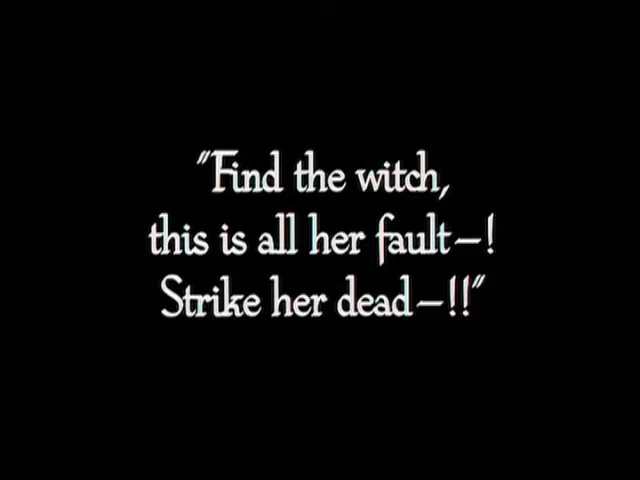 "Find the witch,
this is all her fault—!
Strike her dead—!!"